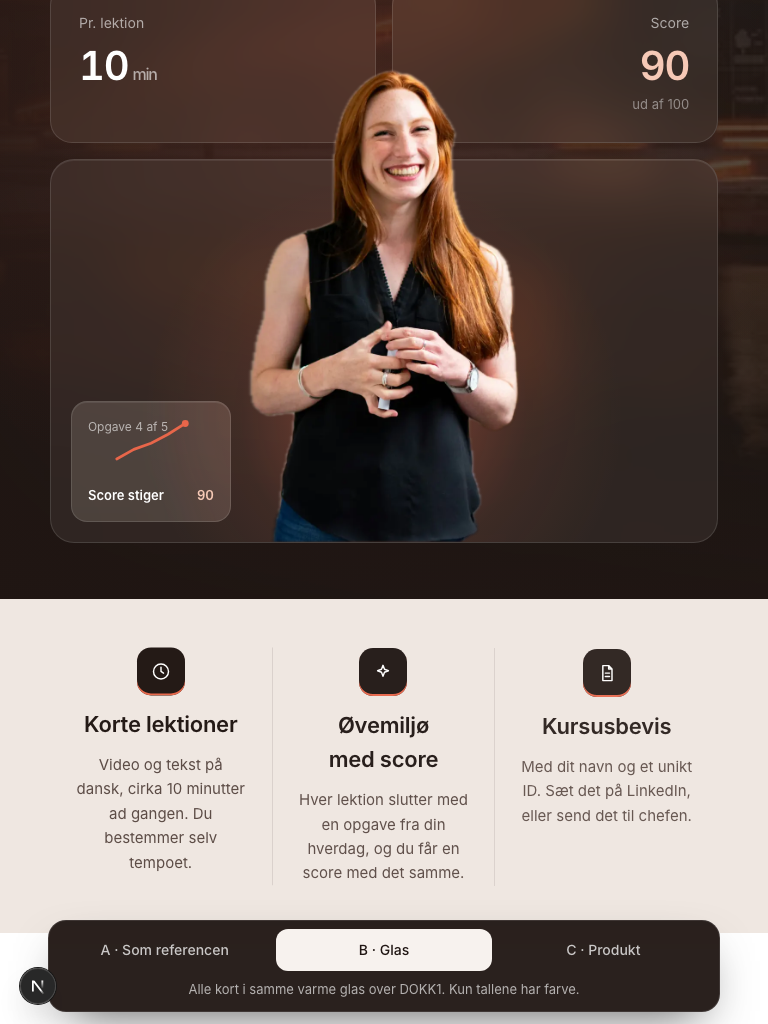 Pr. lektion
10 min
Score
90
ud af 100
Opgave 4 af 5
Score stiger 90
Korte lektioner
Video og tekst på
dansk, cirka 10 minutter
ad gangen. Du
bestemmer selv
tempoet.
Øvemiljø
med score
Hver lektion slutter med
en opgave fra din
hverdag, og du får en
score med det samme.
Kursusbevis
Med dit navn og et unikt
ID. Sæt det på LinkedIn,
eller send det til chefen.
A · Som referencen
B · Glas
C · Produkt
Alle kort i samme varme glas over DOKK1. Kun tallene har farve.
N